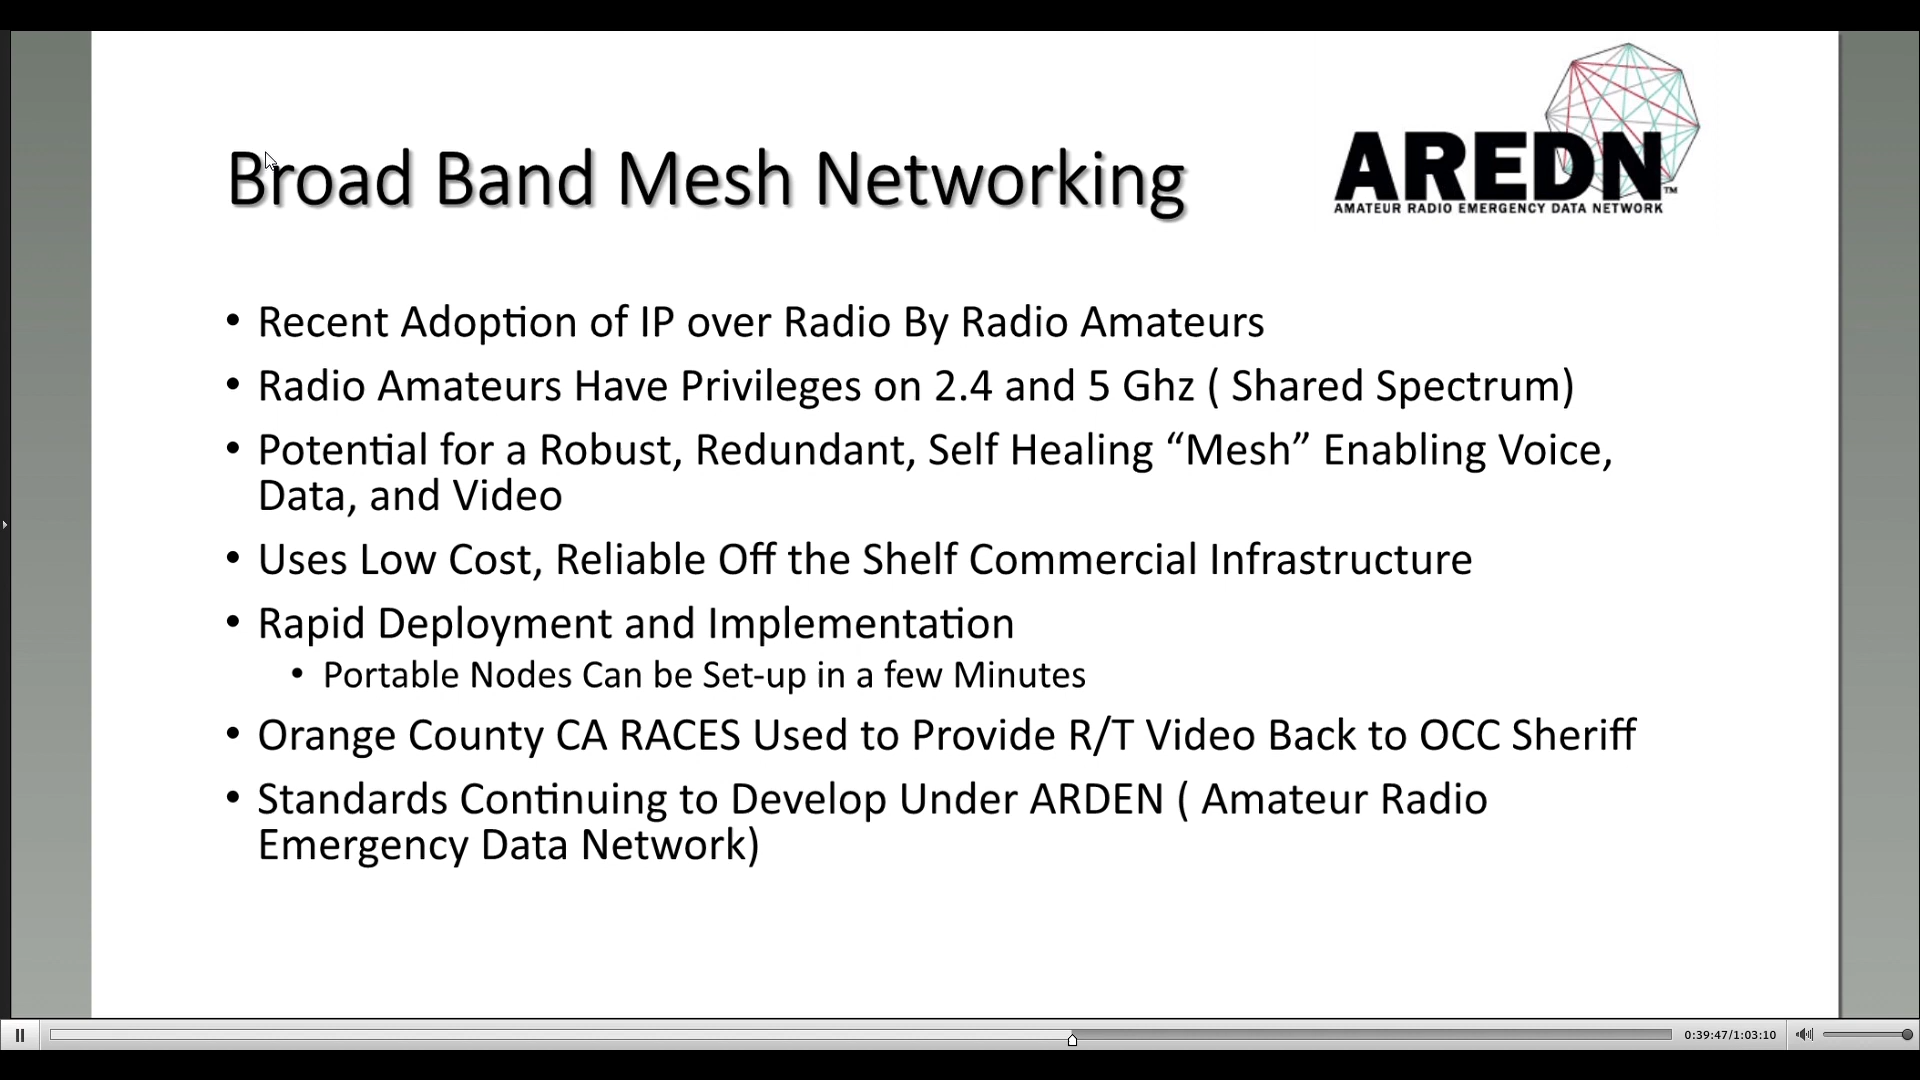 AREDN™
AMATEUR RADIO EMERGENCY DATA NETWORK
Broad Band Mesh Networking
• Recent Adoption of IP over Radio By Radio Amateurs
• Radio Amateurs Have Privileges on 2.4 and 5 Ghz ( Shared Spectrum)
• Potential for a Robust, Redundant, Self Healing “Mesh” Enabling Voice,
Data, and Video
• Uses Low Cost, Reliable Off the Shelf Commercial Infrastructure
• Rapid Deployment and Implementation
• Portable Nodes Can be Set-up in a few Minutes
• Orange County CA RACES Used to Provide R/T Video Back to OCC Sheriff
• Standards Continuing to Develop Under ARDEN ( Amateur Radio
Emergency Data Network)
0:39:47/1:03:10